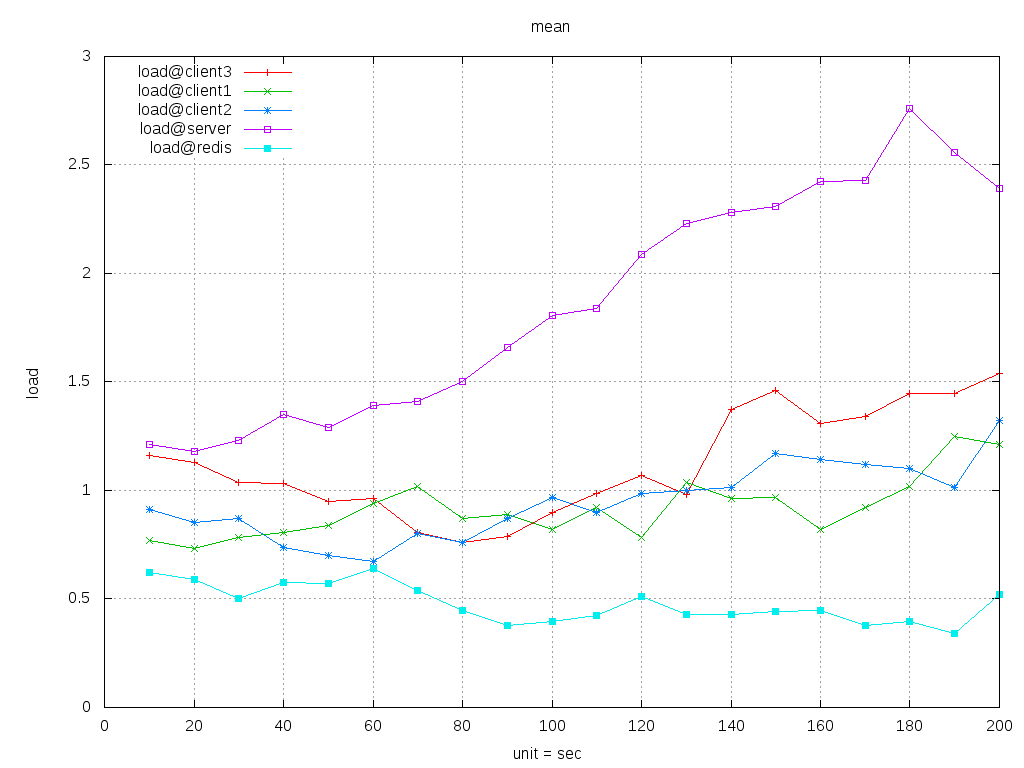 mean
3
2.5
2
1.5
1
0.5
0
load
load@client3
load@client1
load@client2
load@server
load@redis
0 20 40 60 80 100 120 140 160 180 200
unit = sec